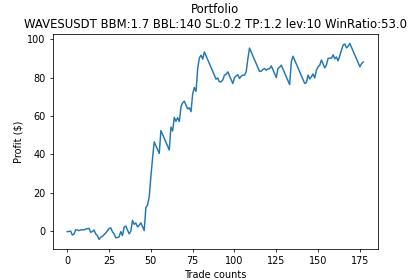 Portfolio
WAVESUSDT BBM:1.7 BBL:140 SL:0.2 TP:1.2 lev:10 WinRatio:53.0
Profit ($)
100
80
60
40
20
0
0 25 50 75 100 125 150 175
Trade counts